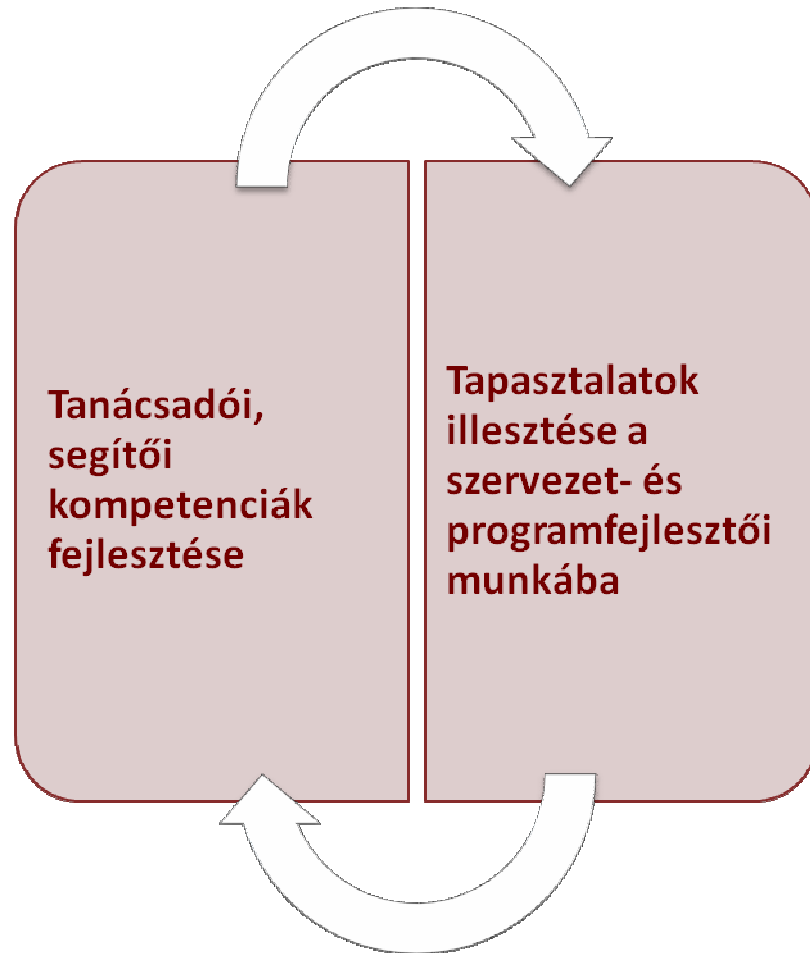 Tanácsadói,
segítői
kompetenciák
fejlesztése
Tapasztalatok
illesztése a
szervezet- és
programfejlesztői
munkába